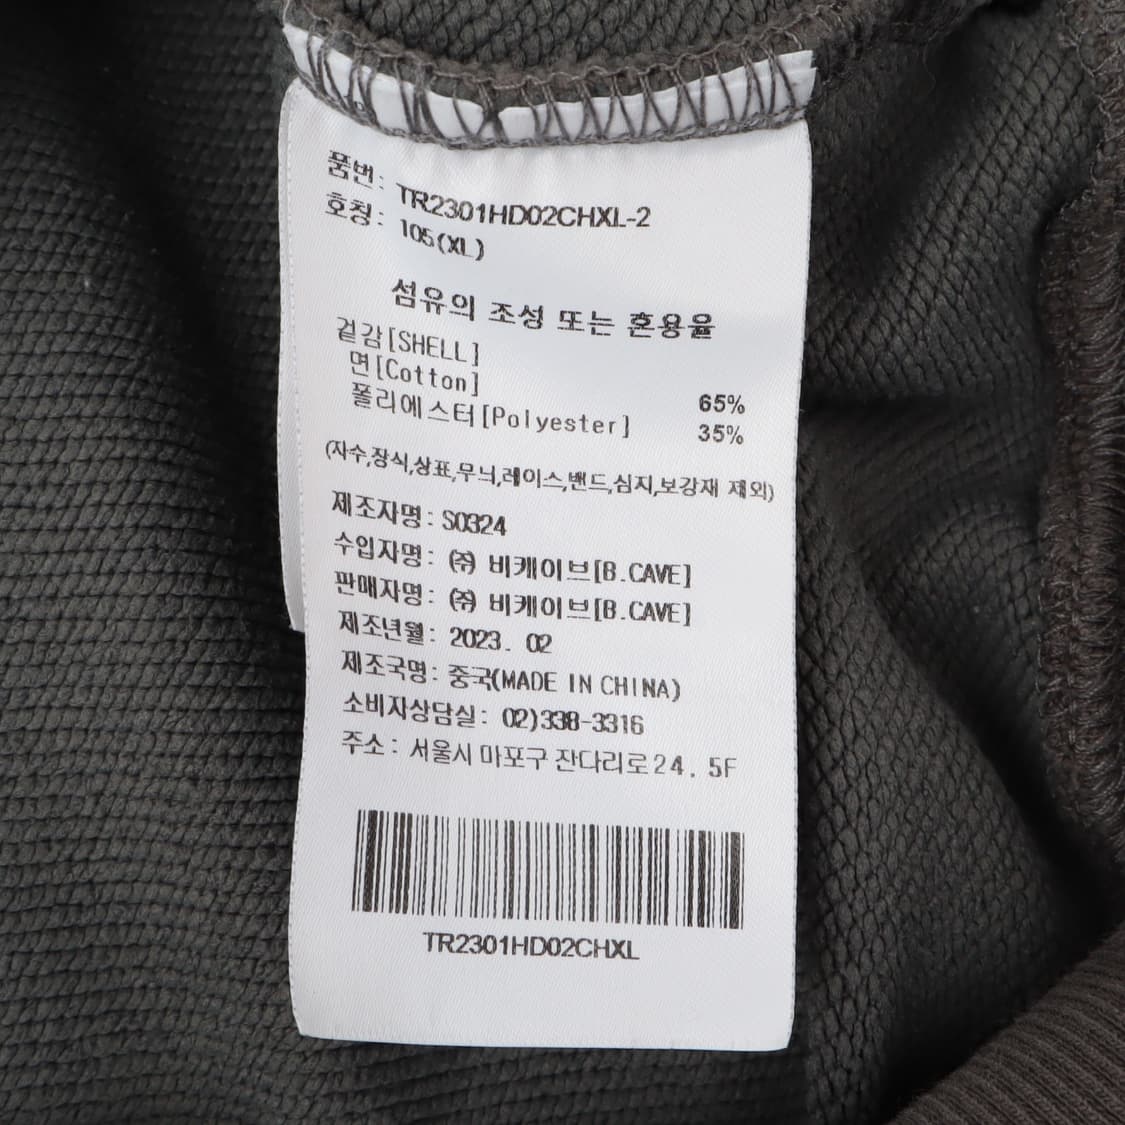 품번: TR2301HD02CHXL-2
호칭: 105(XL)
섬유의 조성 또는 혼용율
겉감[SHELL]
면[Cotton] 65%
폴리에스터[Polyester] 35%
(자수,장식,상표,무늬,레이스,밴드,심지,보강재 제외)
제조자명: S0324
수입자명: ㈜ 비케이브[B.CAVE]
판매자명: ㈜ 비케이브[B.CAVE]
제조년월: 2023. 02
제조국명: 중국(MADE IN CHINA)
소비자상담실: 02)338-3316
주소: 서울시 마포구 잔다리로24. 5F
TR2301HD02CHXL